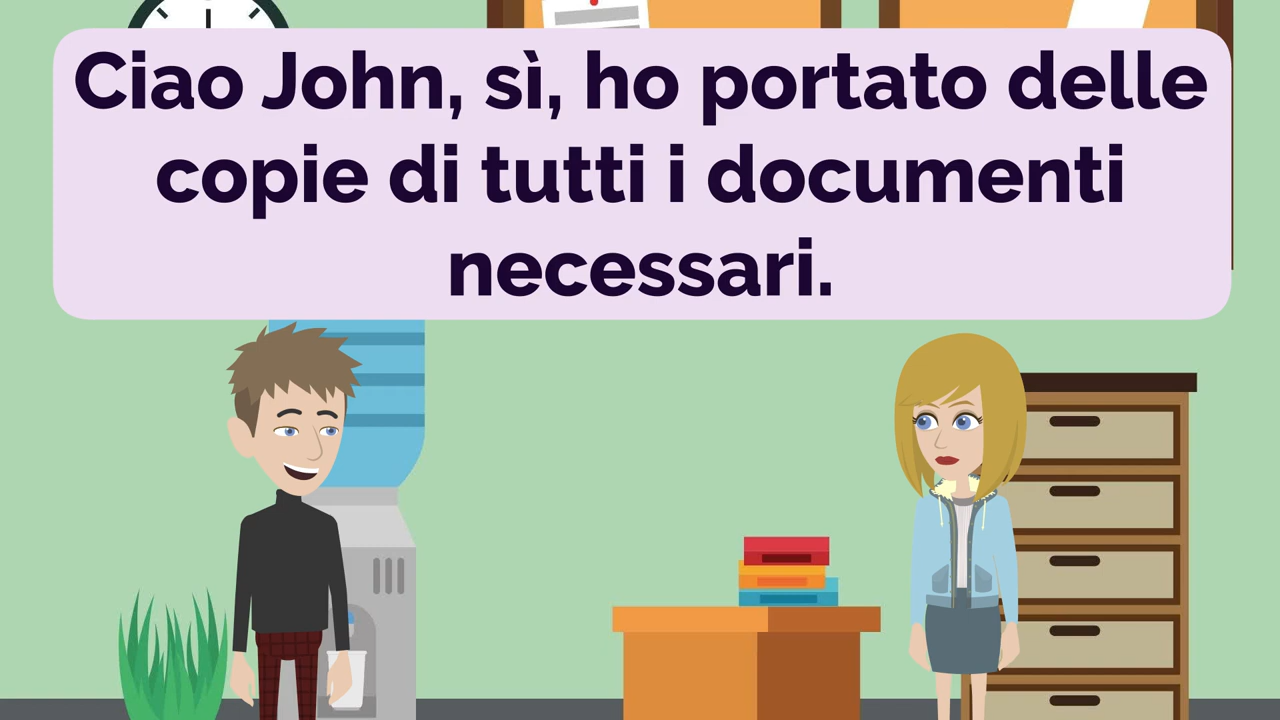 Ciao John, sì, ho portato delle
copie di tutti i documenti
necessari.